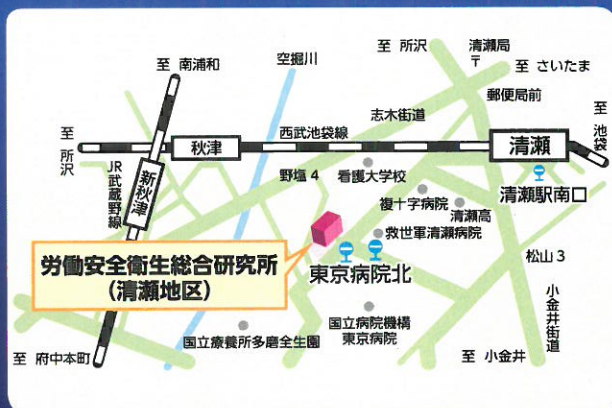 至 所沢
清瀬局
〒
至 さいたま
至 南浦和
空掘川
志木街道
郵便局前
至 池袋
至 所沢
秋津
西武池袋線
清瀬
JR武蔵野線
新秋津
野塩4
看護大学校
清瀬駅南口
複十字病院
清瀬高
救世軍清瀬病院
労働安全衛生総合研究所
(清瀬地区)
東京病院北
松山3
小金井街道
国立療養所多磨全生園
国立病院機構
東京病院
至 府中本町
至 小金井